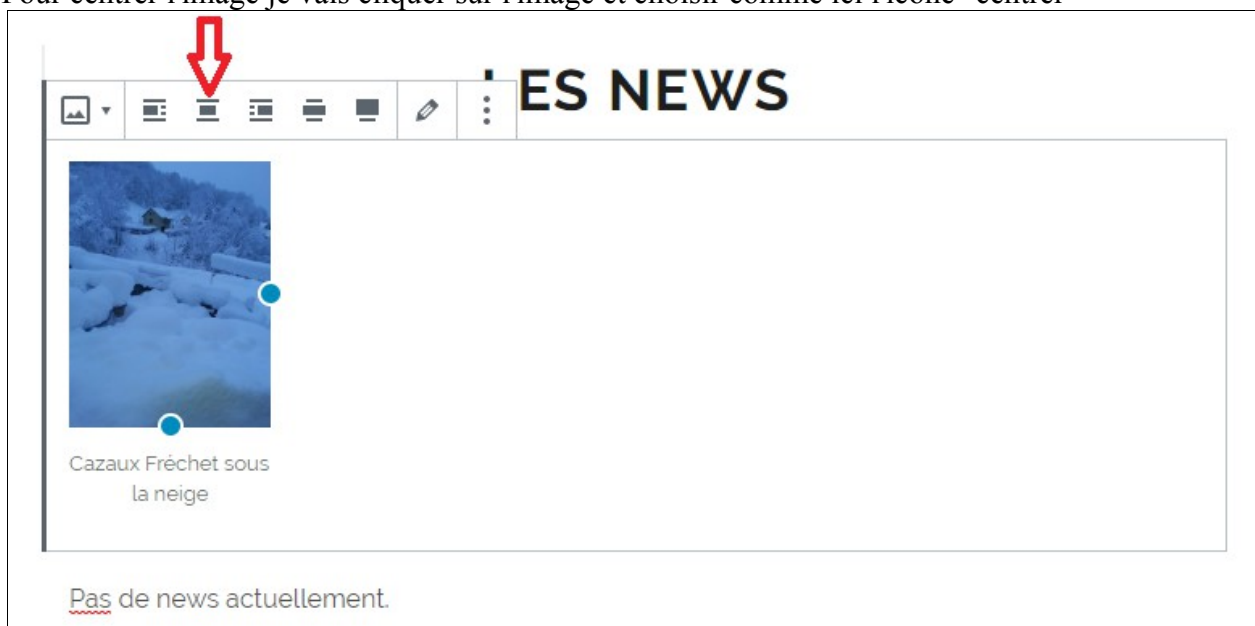 Pour centrer l'image je vais cliquer sur l'image et choisir comme ici l'icône "centrer"
LES NEWS
Cazaux Fréchet sous
la neige
Pas de news actuellement.